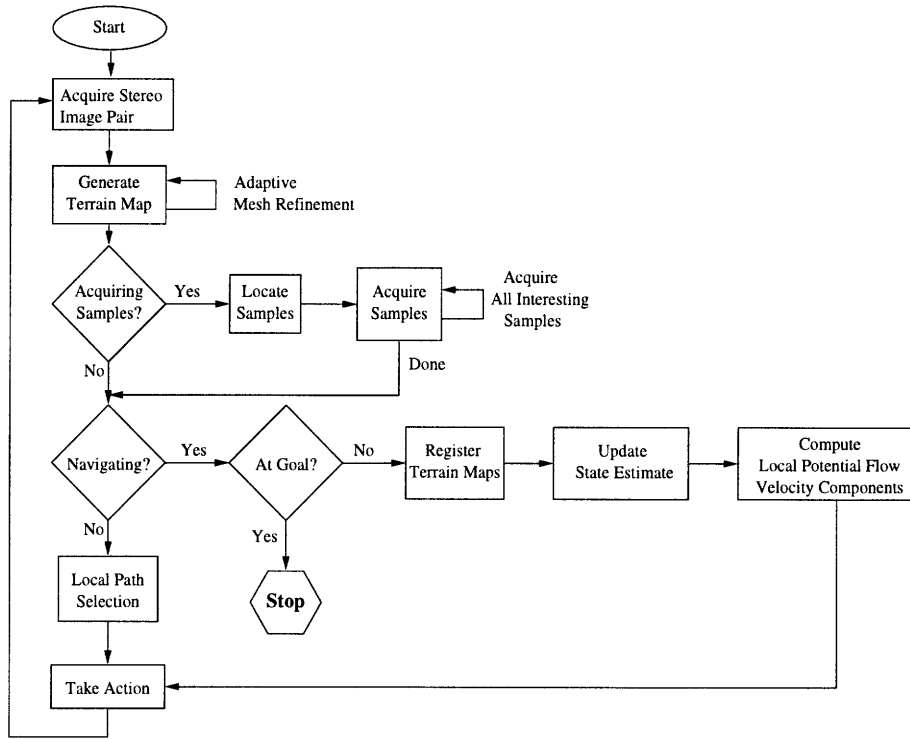 Start
Acquire Stereo
Image Pair
Generate
Terrain Map
Adaptive
Mesh Refinement
Acquiring
Samples?
Yes
Locate
Samples
Acquire
Samples
Acquire
All Interesting
Samples
No
Done
Navigating?
Yes
At Goal?
No
Register
Terrain Maps
Update
State Estimate
Compute
Local Potential Flow
Velocity Components
No
Yes
Local Path
Selection
Stop
Take Action